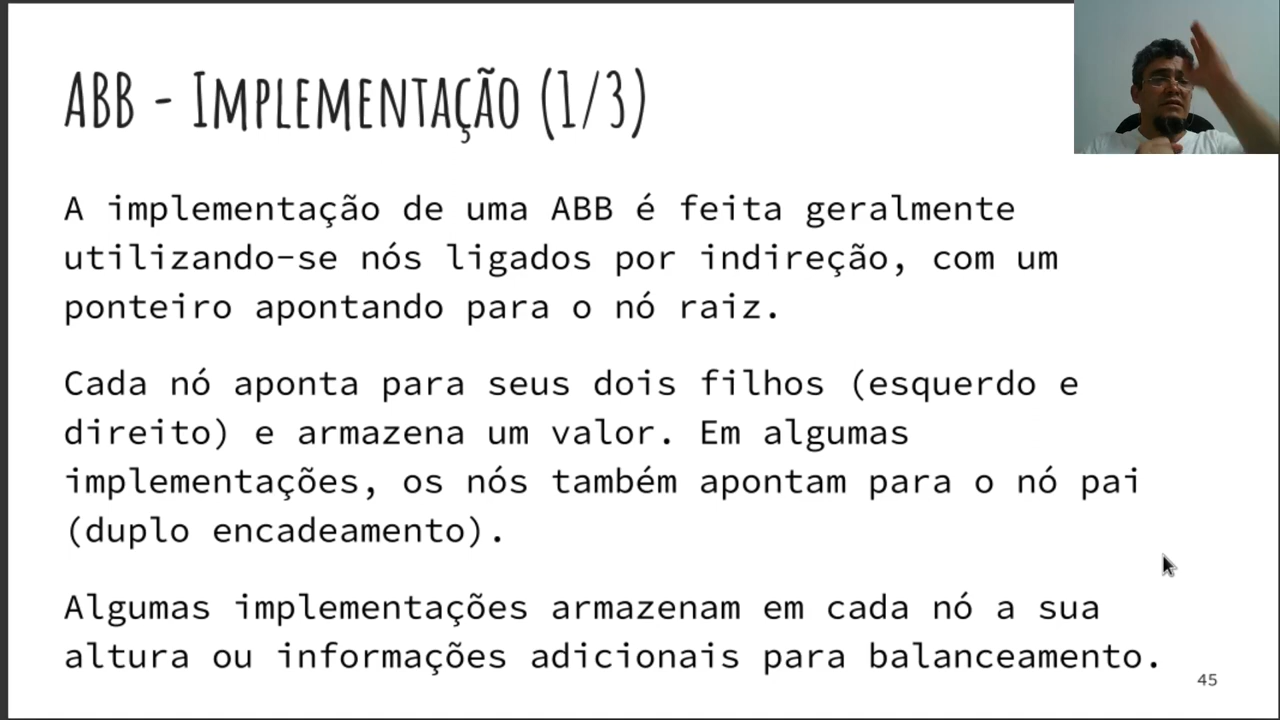 ABB - Implementação (1/3)
A implementação de uma ABB é feita geralmente
utilizando-se nós ligados por indireção, com um
ponteiro apontando para o nó raiz.
Cada nó aponta para seus dois filhos (esquerdo e
direito) e armazena um valor. Em algumas
implementações, os nós também apontam para o nó pai
(duplo encadeamento).
Algumas implementações armazenam em cada nó a sua
altura ou informações adicionais para balanceamento.
45